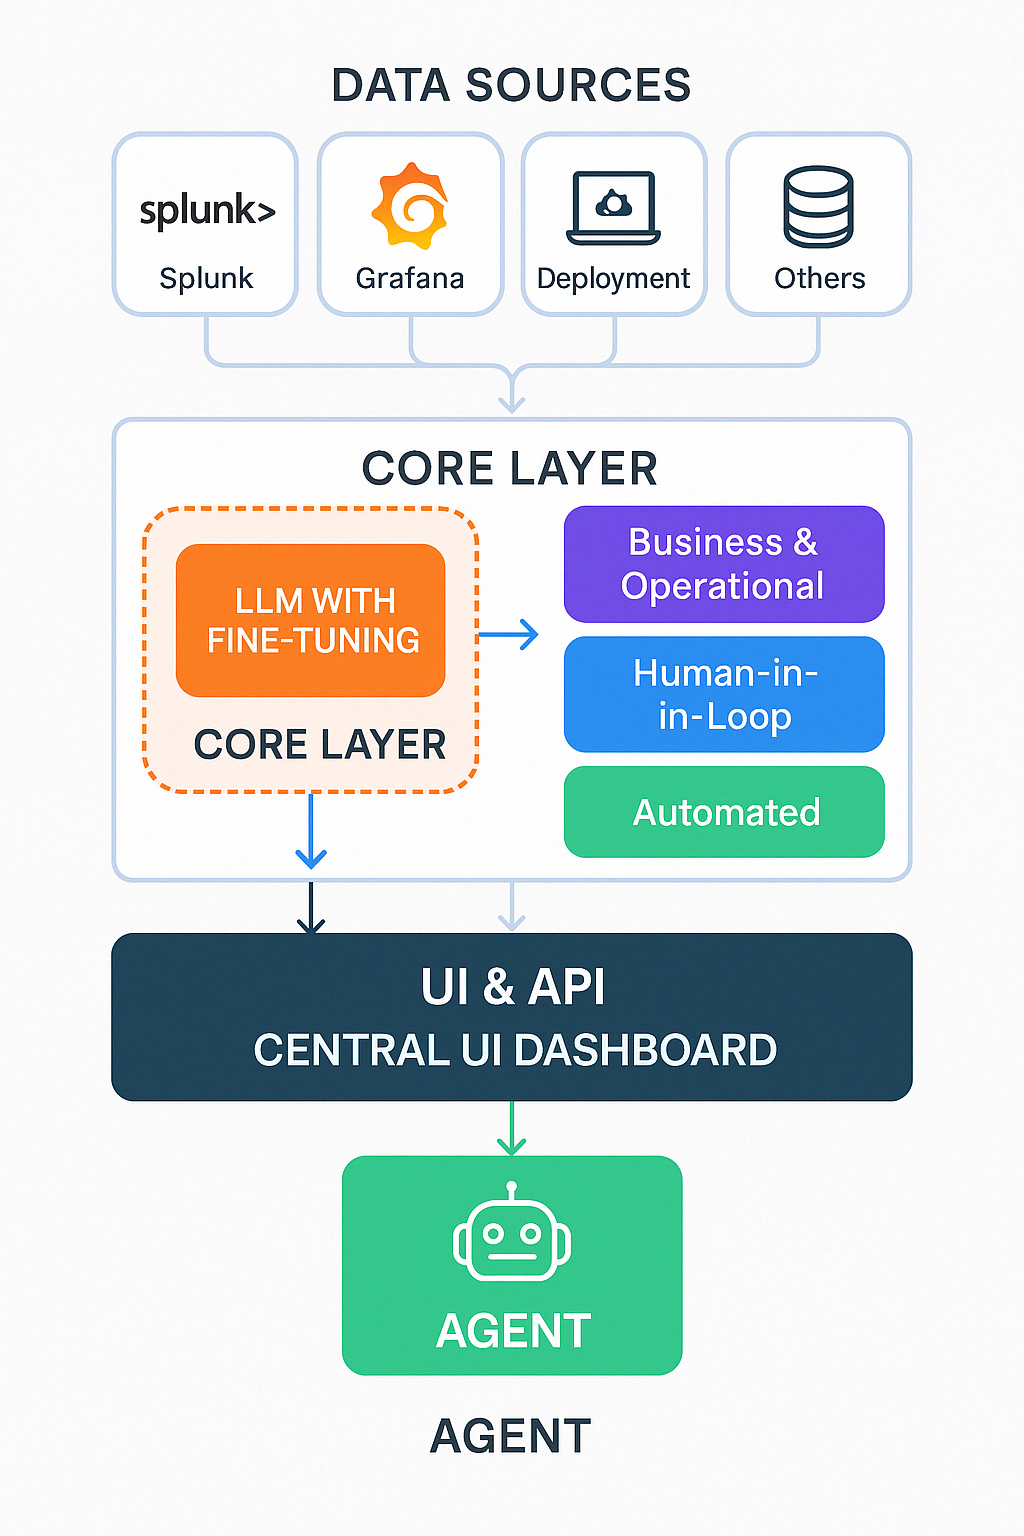 DATA SOURCES
splunk>
Splunk
Grafana
Deployment
Others
CORE LAYER
LLM WITH
FINE-TUNING
CORE LAYER
Business &
Operational
Human-in-
in-Loop
Automated
UI & API
CENTRAL UI DASHBOARD
AGENT
AGENT